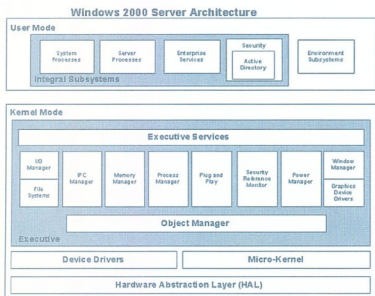 Windows 2000 Server Architecture
User Mode
System
Processes
Server
Processes
Enterprise
Services
Security
Active
Directory
Environment
Subsystems
Integral Subsystems
Kernel Mode
Executive Services
I/O
Manager
File
Systems
IPC
Manager
Memory
Manager
Process
Manager
Plug and
Play
Security
Reference
Monitor
Power
Manager
Window
Manager
Graphics
Device
Drivers
Object Manager
Executive
Device Drivers
Micro-Kernel
Hardware Abstraction Layer (HAL)